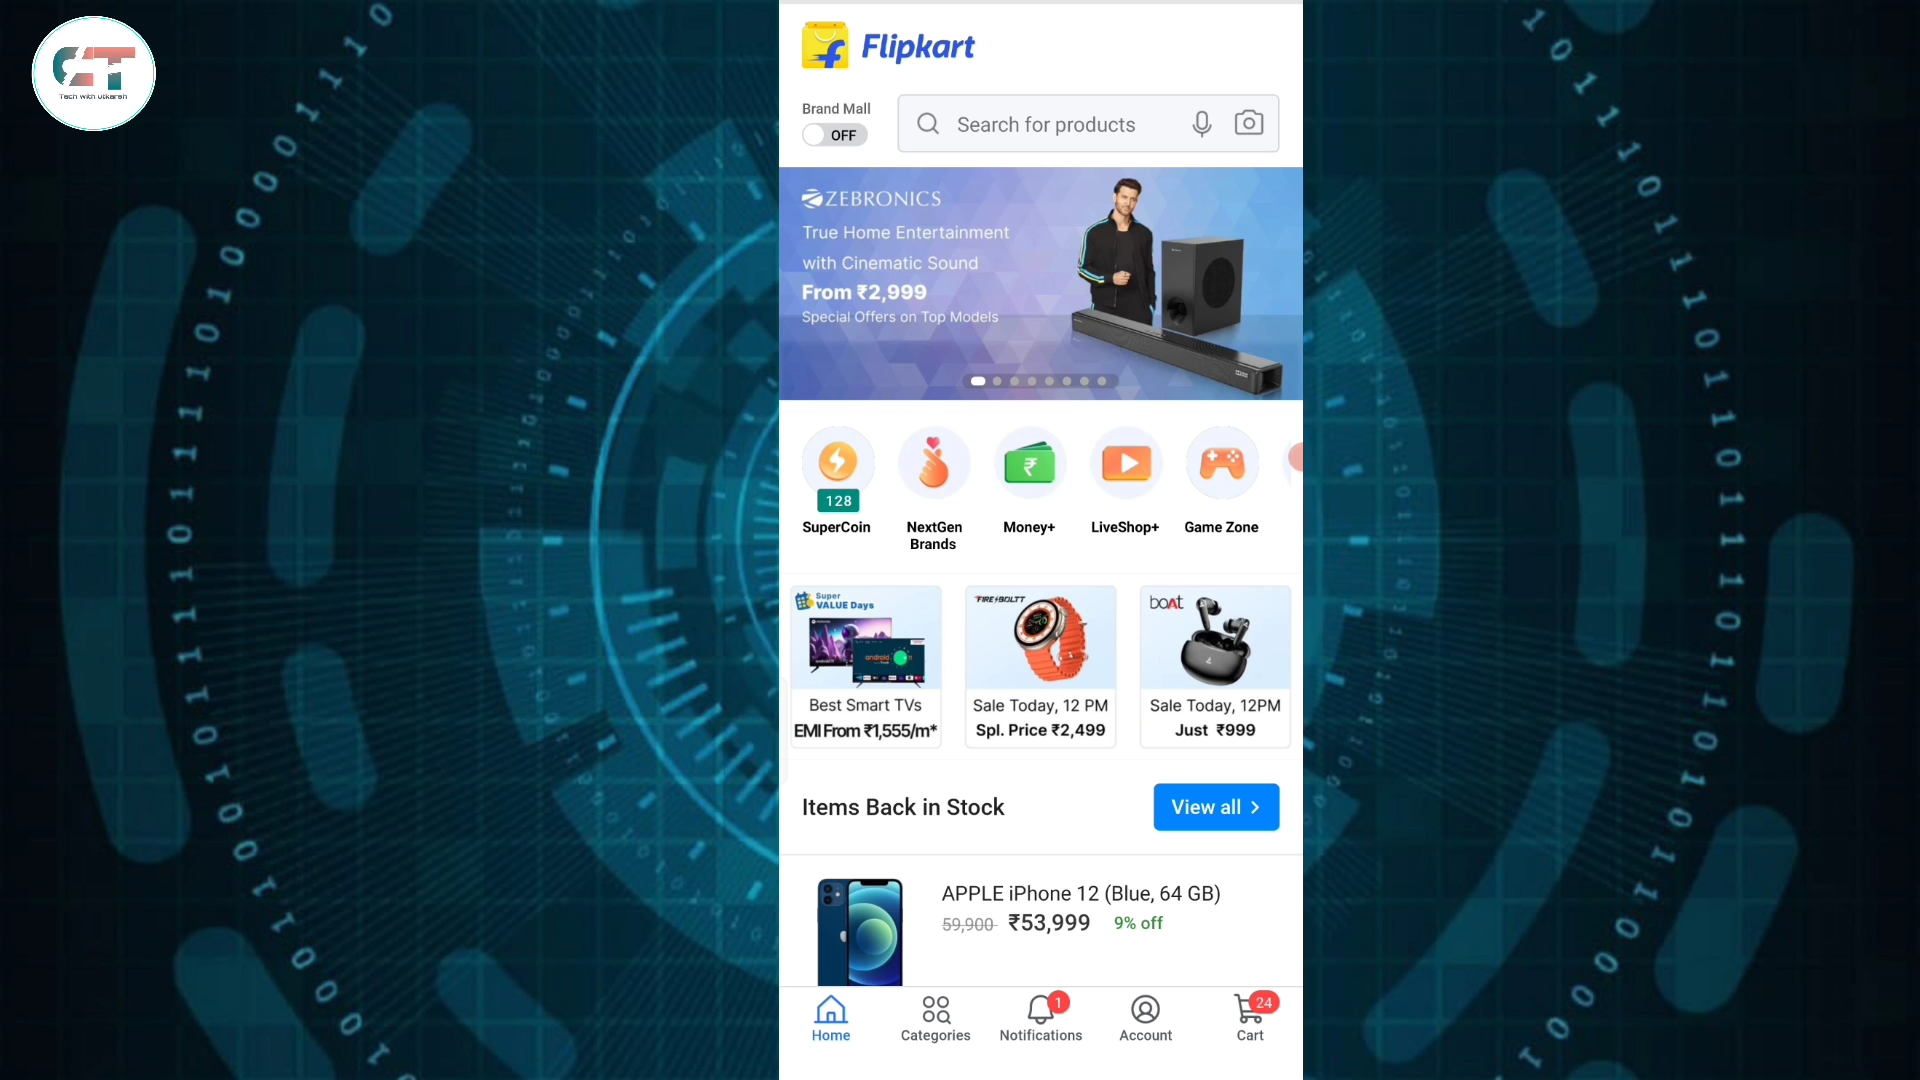 Tech with Utkarsh
Flipkart
Brand Mall
OFF
Search for products
ZEBRONICS
True Home Entertainment
with Cinematic Sound
From ₹2,999
Special Offers on Top Models
128
SuperCoin
NextGen
Brands
Money+
LiveShop+
Game Zone
Super
VALUE Days
Best Smart TVs
EMI From ₹1,555/m*
FIRE BOLTT
Sale Today, 12 PM
Spl. Price ₹2,499
boAt
Sale Today, 12PM
Just ₹999
Items Back in Stock
View all
APPLE iPhone 12 (Blue, 64 GB)
59,900 ₹53,999 9% off
Home
Categories
1
Notifications
Account
24
Cart